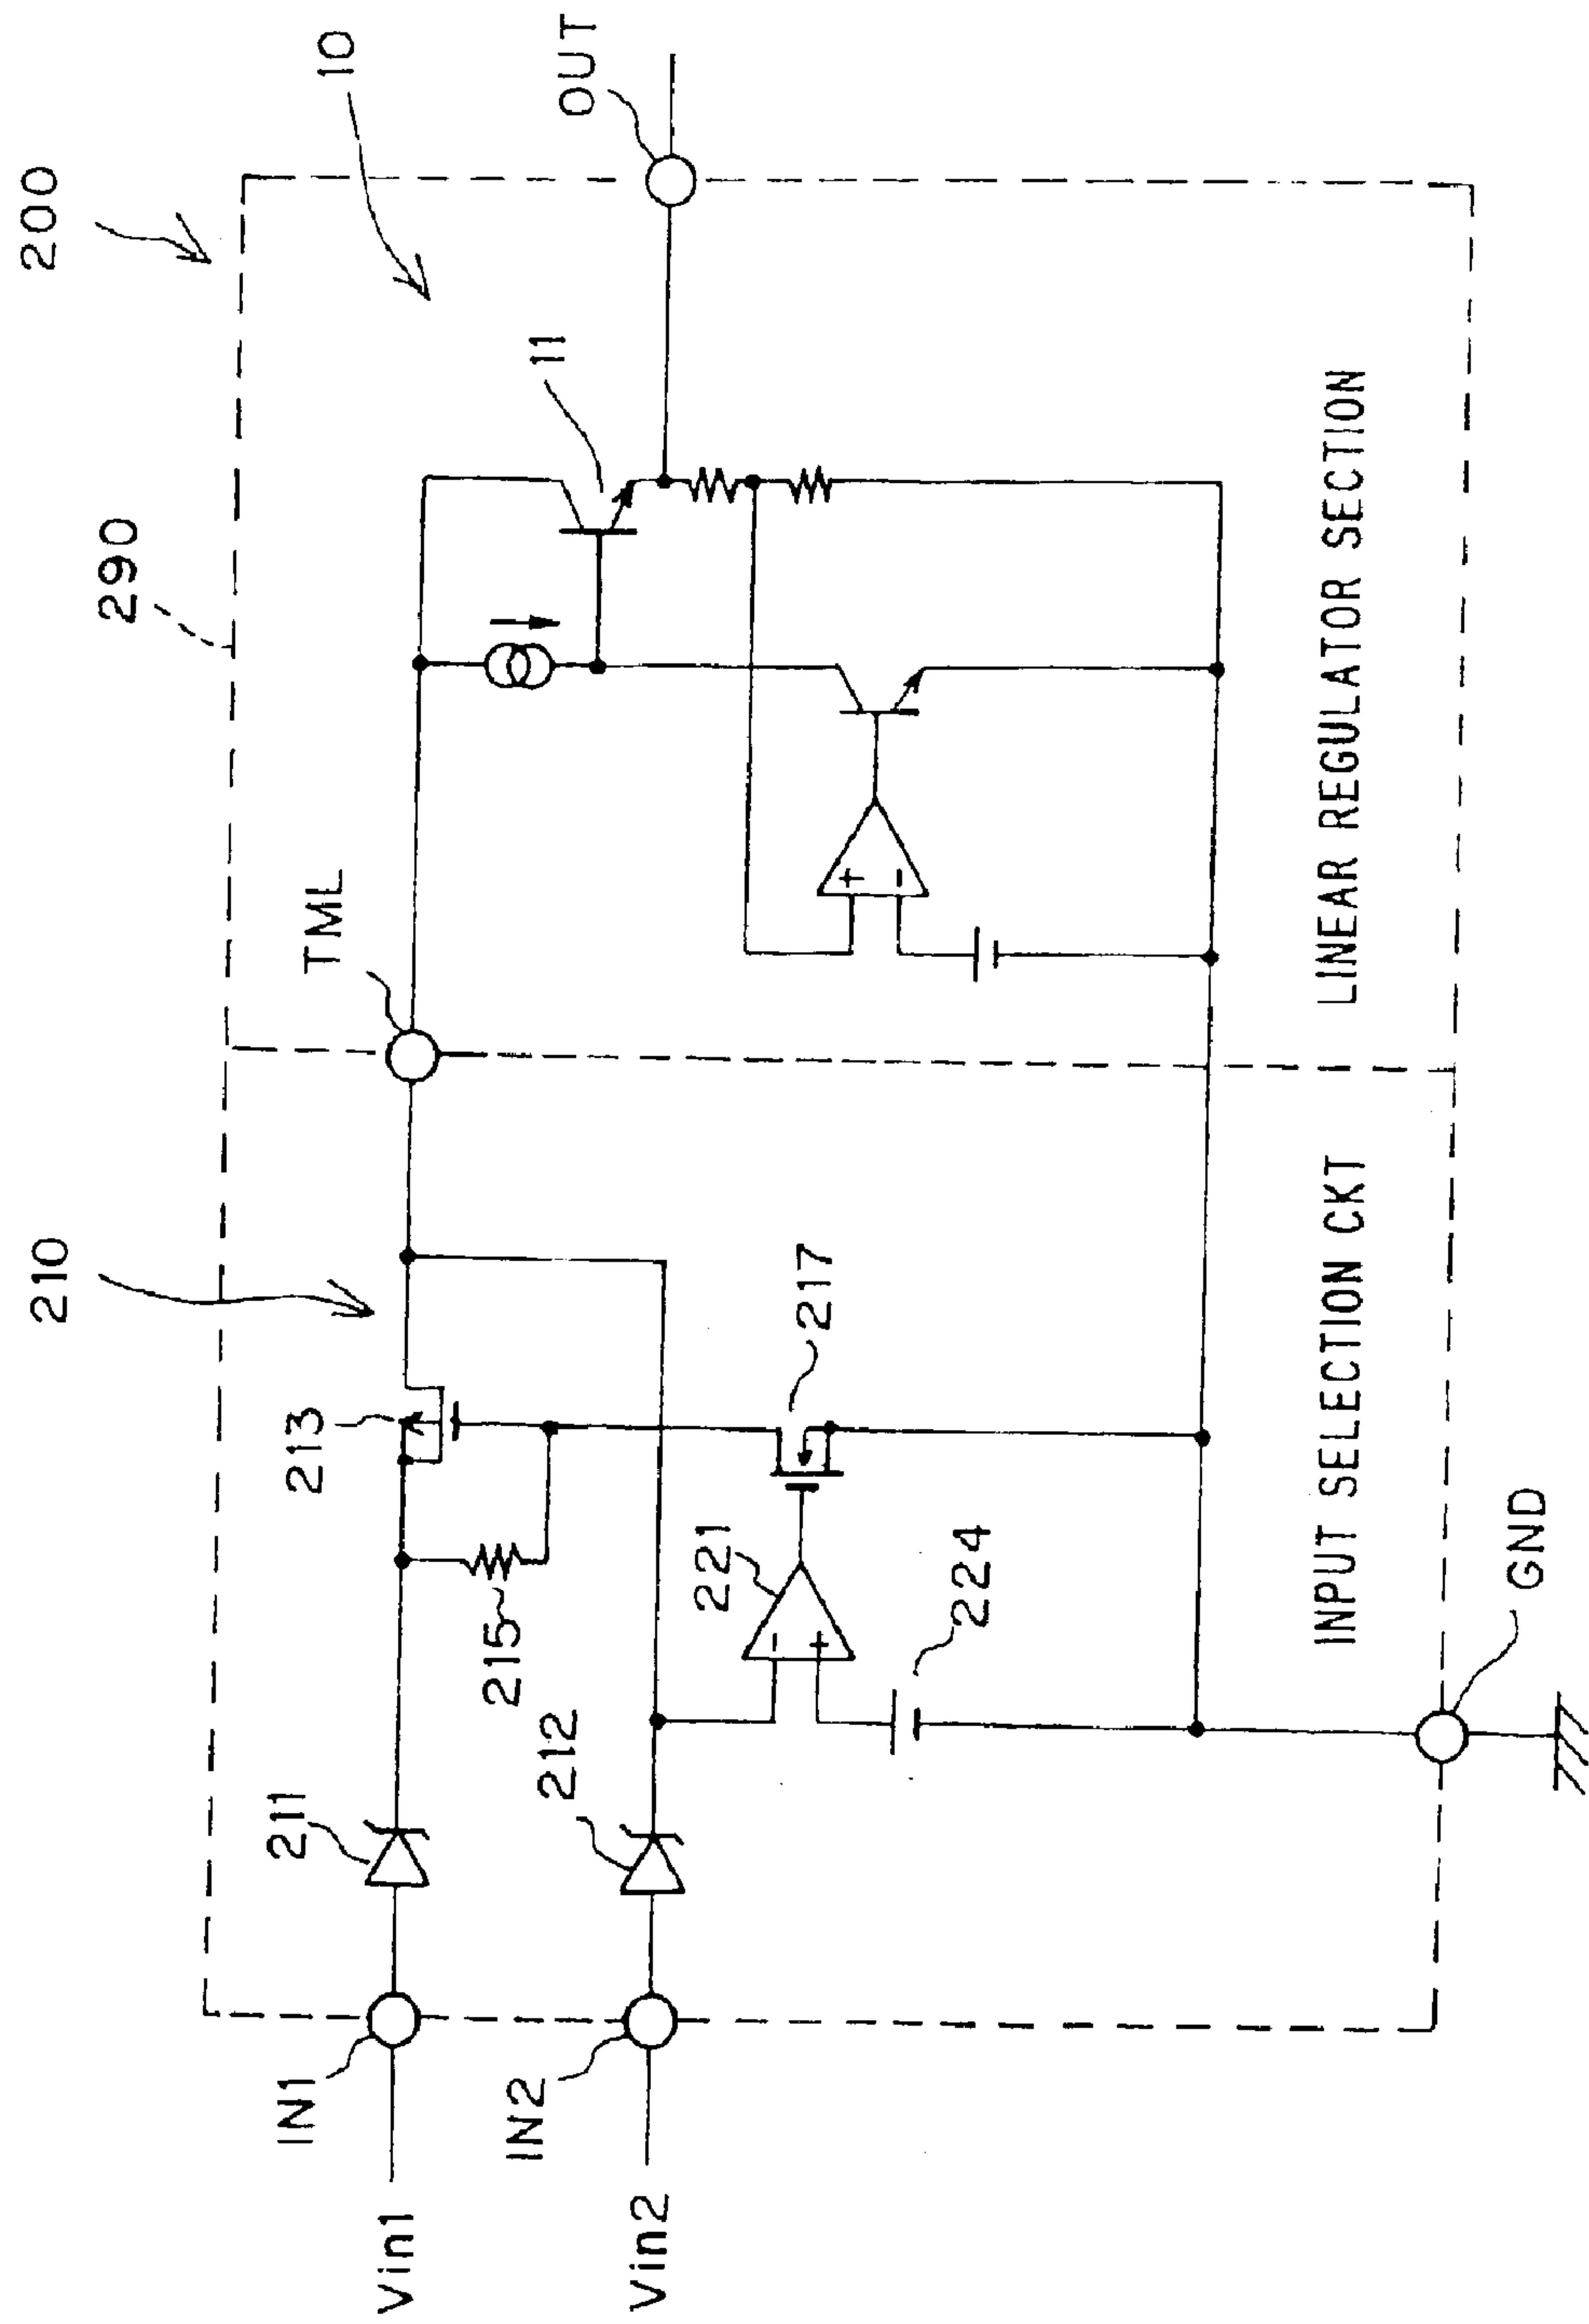 200
10
290
11
OUT
TML
210
213
217
215
221
224
211
212
IN1
IN2
Vin1
Vin2
+
-
-
+
INPUT SELECTION CKT
LINEAR REGULATOR SECTION
GND